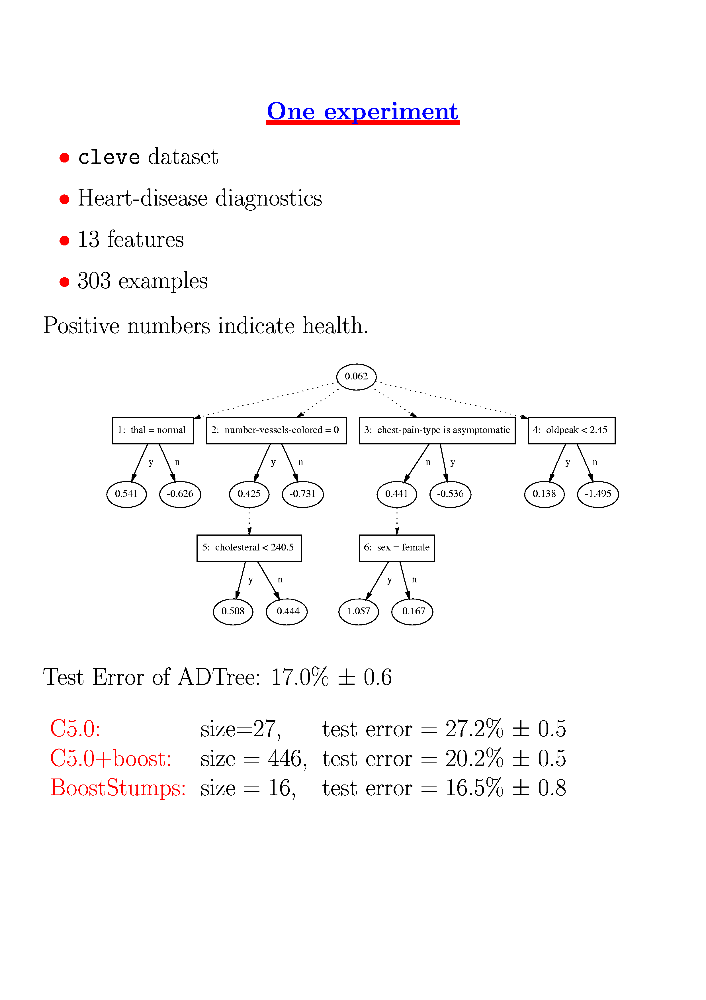 One experiment
• cleve dataset
• Heart-disease diagnostics
• 13 features
• 303 examples
Positive numbers indicate health.
0.062
1: thal = normal 2: number-vessels-colored = 0 3: chest-pain-type is asymptomatic 4: oldpeak < 2.45
y n y n n y y n
0.541 -0.626 0.425 -0.731 0.441 -0.536 0.138 -1.495
5: cholesteral < 240.5 6: sex = female
y n y n
0.508 -0.444 1.057 -0.167
Test Error of ADTree: 17.0% ± 0.6
C5.0: size=27, test error = 27.2% ± 0.5
C5.0+boost: size = 446, test error = 20.2% ± 0.5
BoostStumps: size = 16, test error = 16.5% ± 0.8